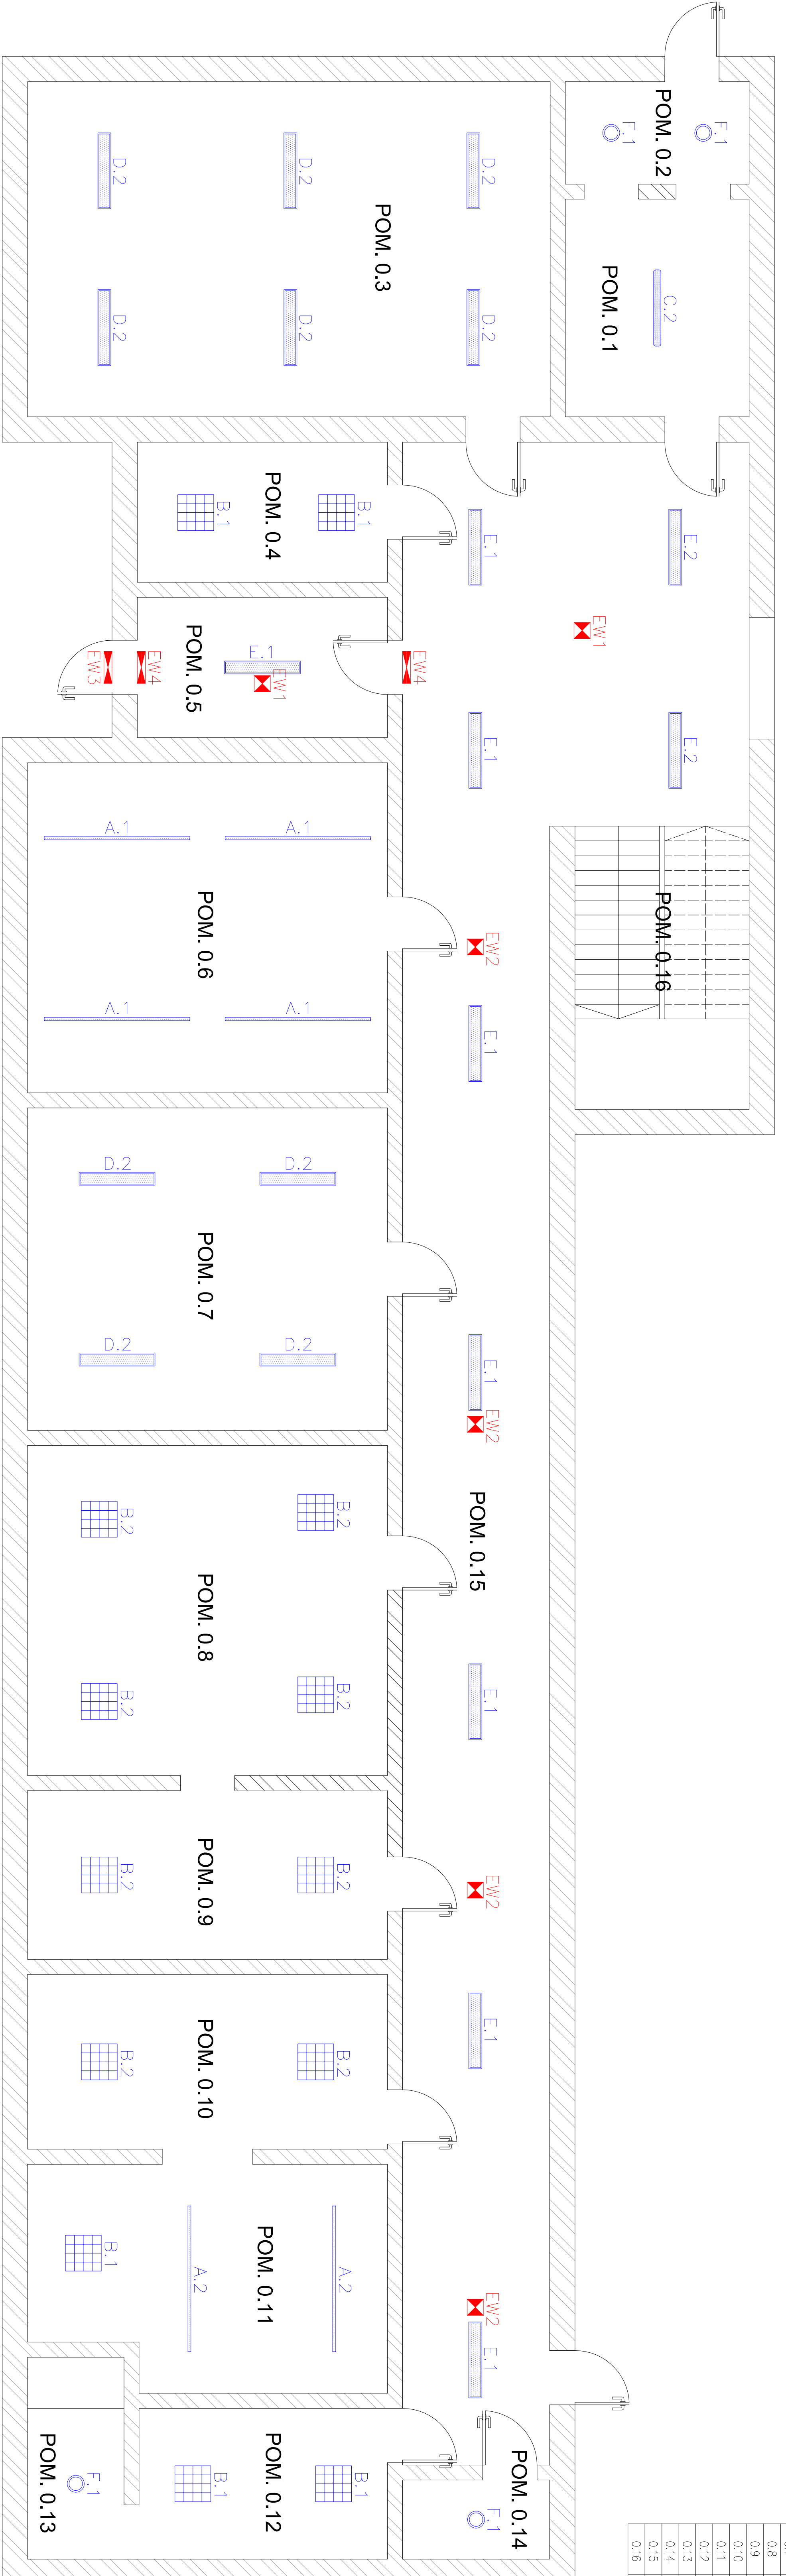 F.1
F.1
POM. 0.2
C.2
POM. 0.1
D.2
D.2
D.2
POM. 0.3
D.2
D.2
D.2
B.1
B.1
POM. 0.4
E.2
E.1
EW1
E.2
E.1
EW4
E.1
EW1
POM. 0.5
EW4
EW3
POM. 0.16
A.1
A.1
POM. 0.6
A.1
A.1
EW2
E.1
D.2
D.2
POM. 0.7
D.2
D.2
E.1
EW2
POM. 0.15
B.2
B.2
POM. 0.8
B.2
B.2
E.1
B.2
B.2
POM. 0.9
EW2
E.1
B.2
B.2
POM. 0.10
A.2
A.2
POM. 0.11
B.1
EW2
E.1
POM. 0.14
F.1
B.1
B.1
POM. 0.12
POM. 0.13
F.1
0.8
0.9
0.10
0.11
0.12
0.13
0.14
0.15
0.16